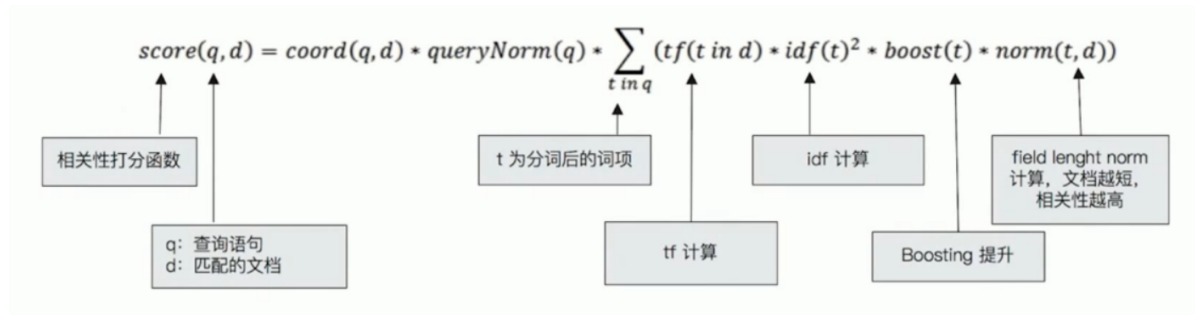 score(q,d) = coord(q,d) * queryNorm(q) * ∑ (tf(t in d) * idf(t)² * boost(t) * norm(t,d))
t in q
相关性打分函数
t 为分词后的词项
idf 计算
field lenght norm
计算，文档越短，
相关性越高
q：查询语句
d：匹配的文档
tf 计算
Boosting 提升